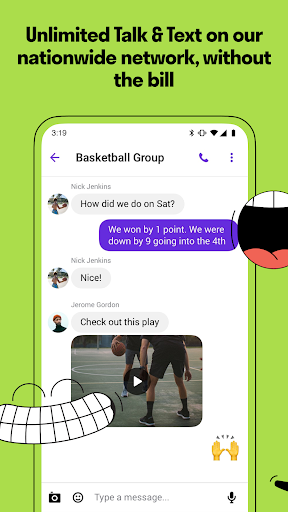 Unlimited Talk & Text on our
nationwide network, without
the bill
3:19
Basketball Group
Nick Jenkins
How did we do on Sat?
We won by 1 point. We were
down by 9 going into the 4th
Nick Jenkins
Nice!
Jerome Gordon
Check out this play
Type a message...